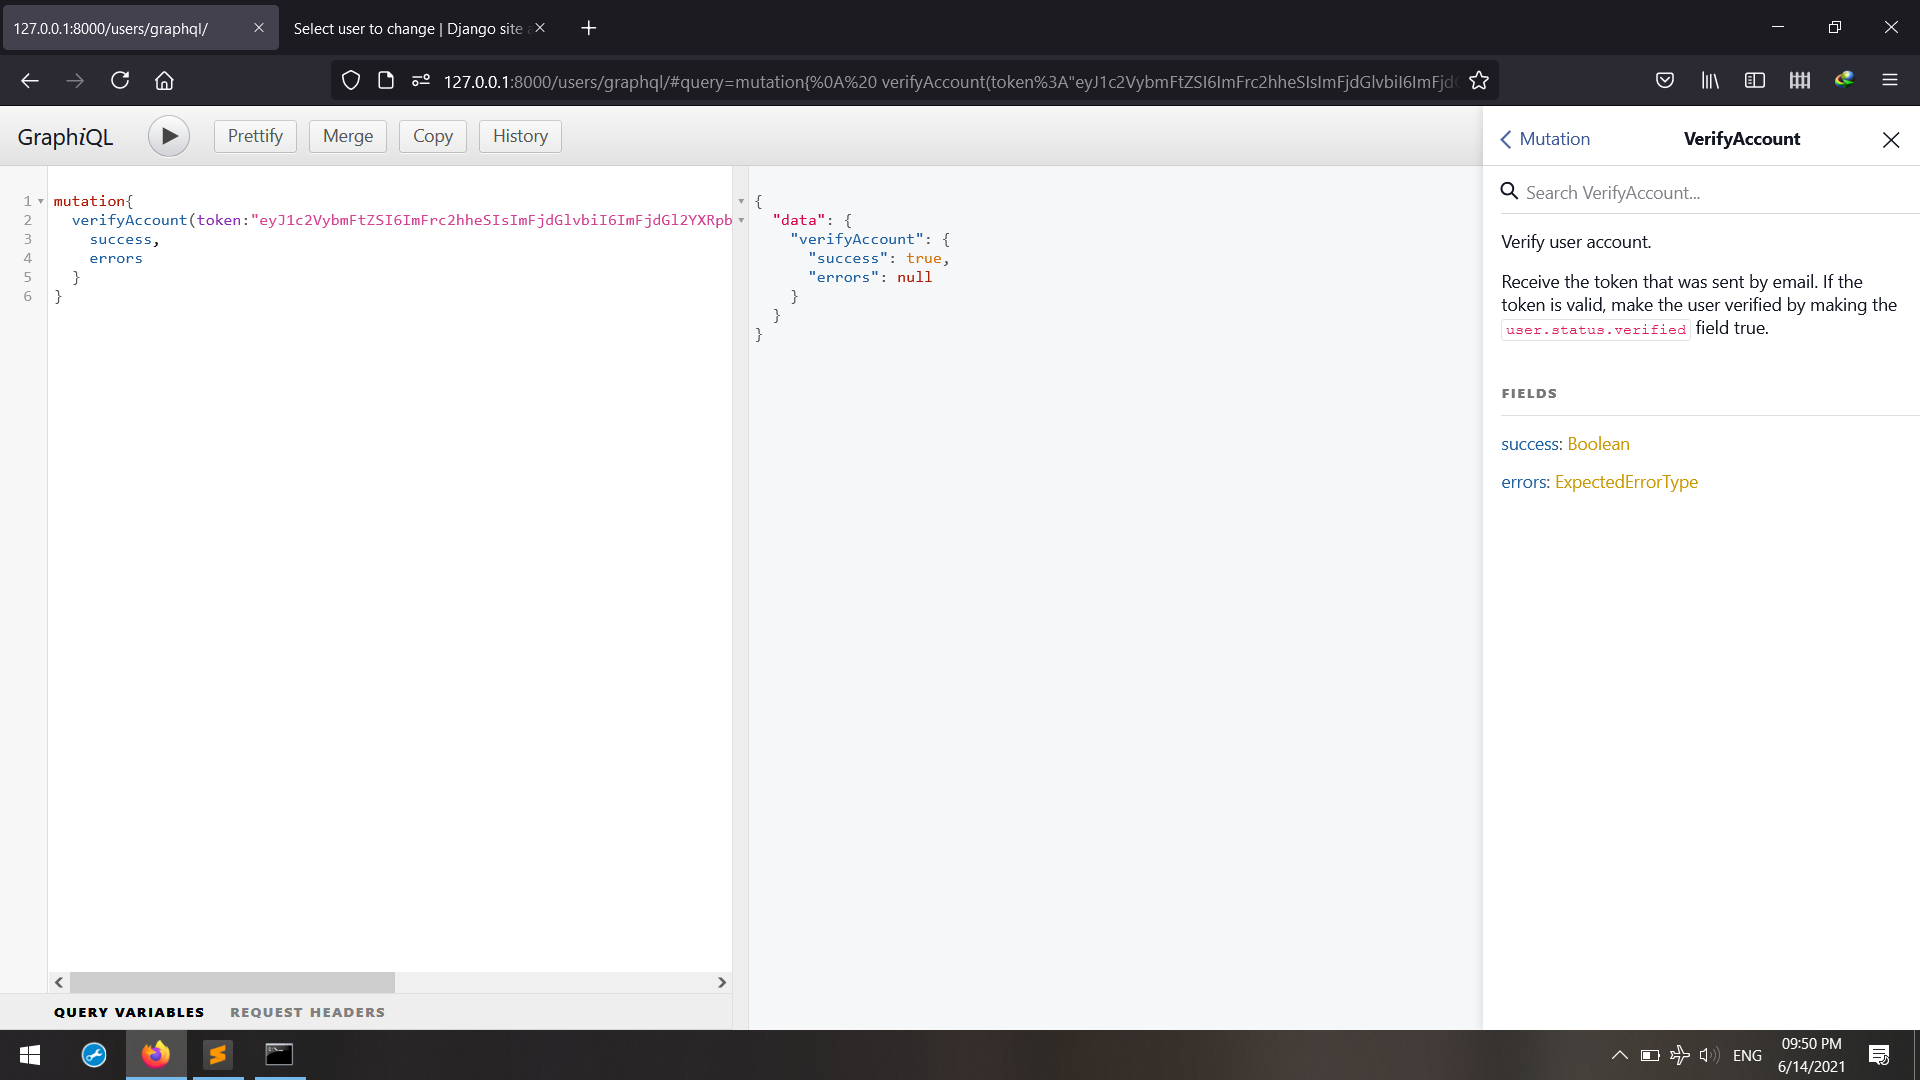 127.0.0.1:8000/users/graphql/
Select user to change | Django site a
127.0.0.1:8000/users/graphql/#query=mutation{%0A%20 verifyAccount(token%3A"eyJ1c2VybmFtZSI6ImFrc2hheSIsImFjdGlvbiI6ImFjdG
GraphiQL
Prettify
Merge
Copy
History
Mutation
VerifyAccount
1 mutation{
2 verifyAccount(token:"eyJ1c2VybmFtZSI6ImFrc2hheSIsImFjdGlvbiI6ImFjdGl2YXRpb
3 success,
4 errors
5 }
6 }
{
"data": {
"verifyAccount": {
"success": true,
"errors": null
}
}
}
Search VerifyAccount...
Verify user account.
Receive the token that was sent by email. If the
token is valid, make the user verified by making the
user.status.verified field true.
FIELDS
success: Boolean
errors: ExpectedErrorType
QUERY VARIABLES
REQUEST HEADERS
ENG
09:50 PM
6/14/2021